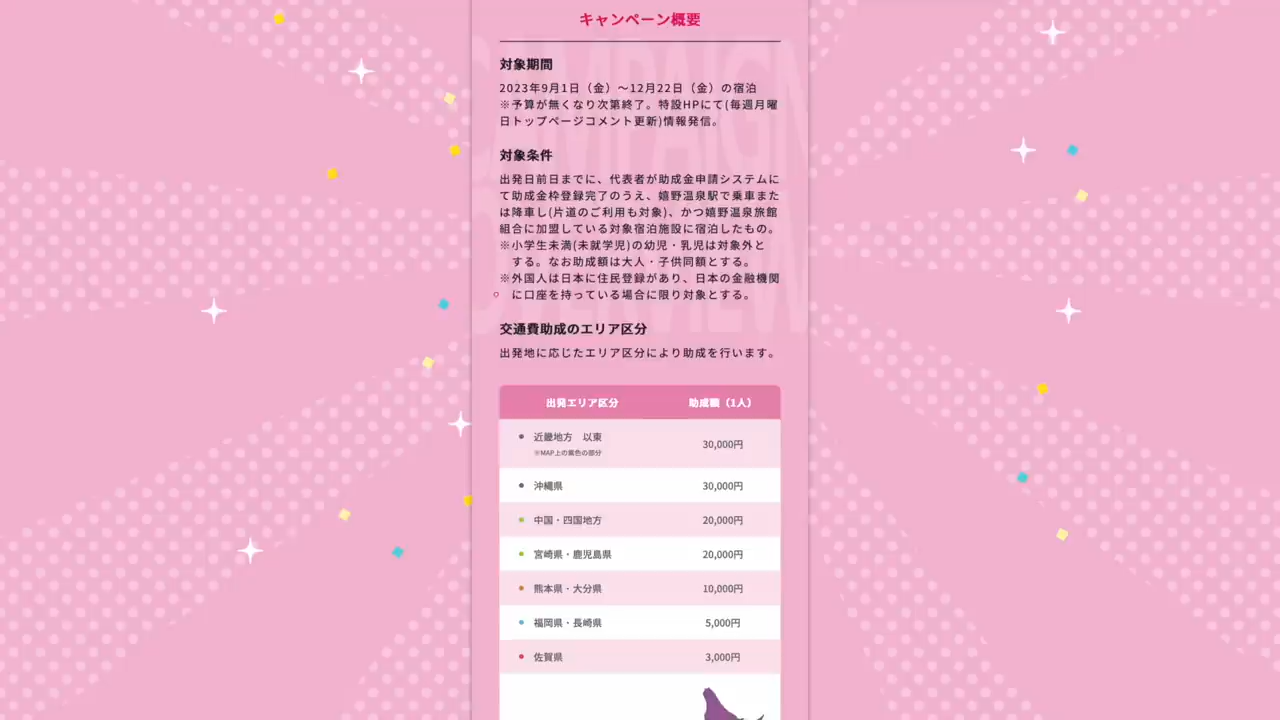 キャンペーン概要
CAMPAIGN
OVERVIEW
対象期間
2023年9月1日（金）〜12月22日（金）の宿泊
※予算が無くなり次第終了。特設HPにて(毎週月曜
日トップページコメント更新)情報発信。
対象条件
出発日前日までに、代表者が助成金申請システムに
て助成金枠登録完了のうえ、嬉野温泉駅で乗車また
は降車し(片道のご利用も対象)、かつ嬉野温泉旅館
組合に加盟している対象宿泊施設に宿泊したもの。
※小学生未満(未就学児)の幼児・乳児は対象外と
する。なお助成額は大人・子供同額とする。
※外国人は日本に住民登録があり、日本の金融機関
に口座を持っている場合に限り対象とする。
交通費助成のエリア区分
出発地に応じたエリア区分により助成を行います。
出発エリア区分 助成額（1人）
近畿地方　以東 30,000円
※MAP上の紫色の部分
沖縄県 30,000円
中国・四国地方 20,000円
宮崎県・鹿児島県 20,000円
熊本県・大分県 10,000円
福岡県・長崎県 5,000円
佐賀県 3,000円